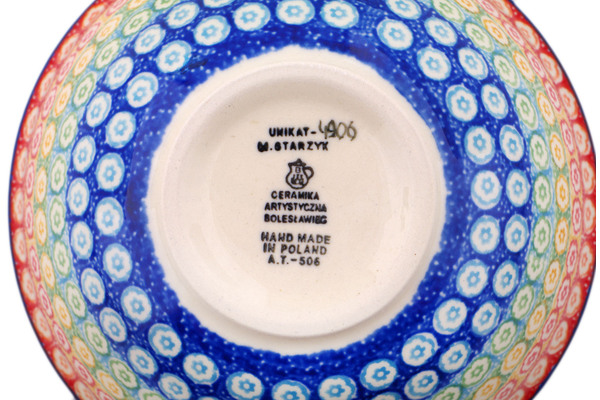 UNIKAT-4906
W.STARZYK
CERAMIKA
ARTYSTYCZNA
BOLESŁAWIEC
HAND MADE
IN POLAND
A.T.-506